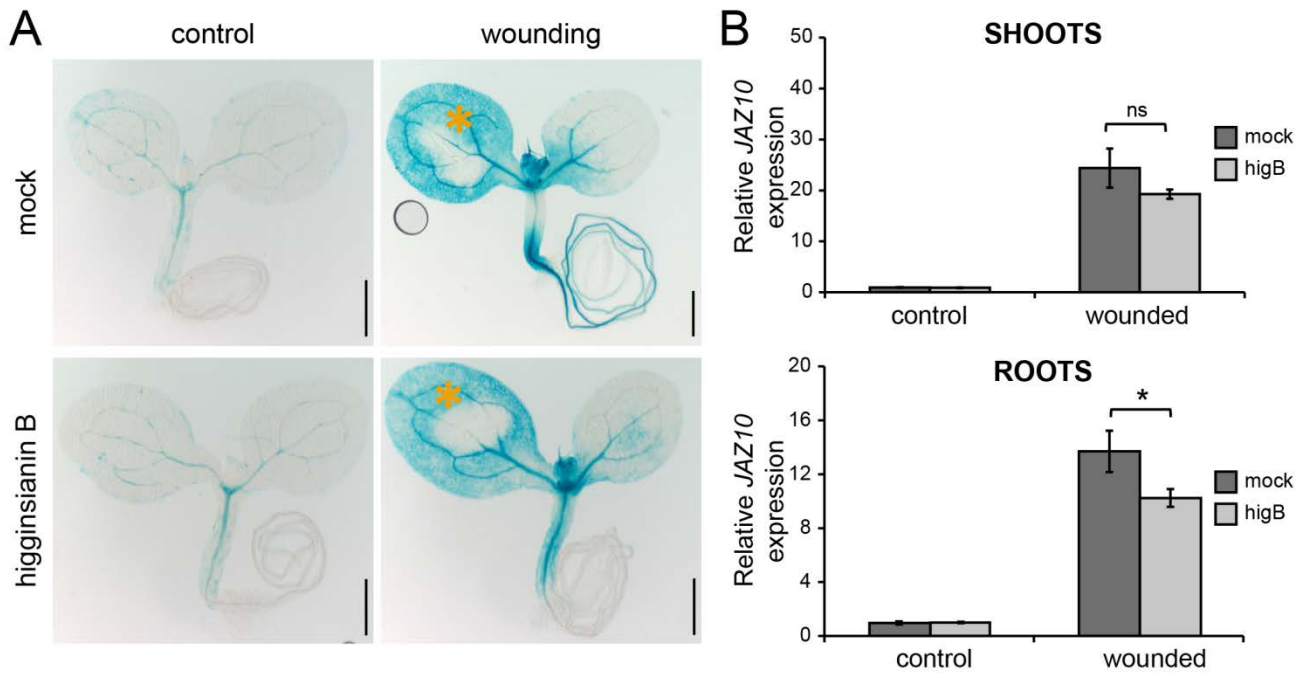 A
control
wounding
mock
higginsianin B
*
*
B
SHOOTS
Relative JAZ10
expression
50
40
30
20
10
0
ns
mock
higB
control
wounded
ROOTS
Relative JAZ10
expression
20
16
12
8
4
0
*
mock
higB
control
wounded